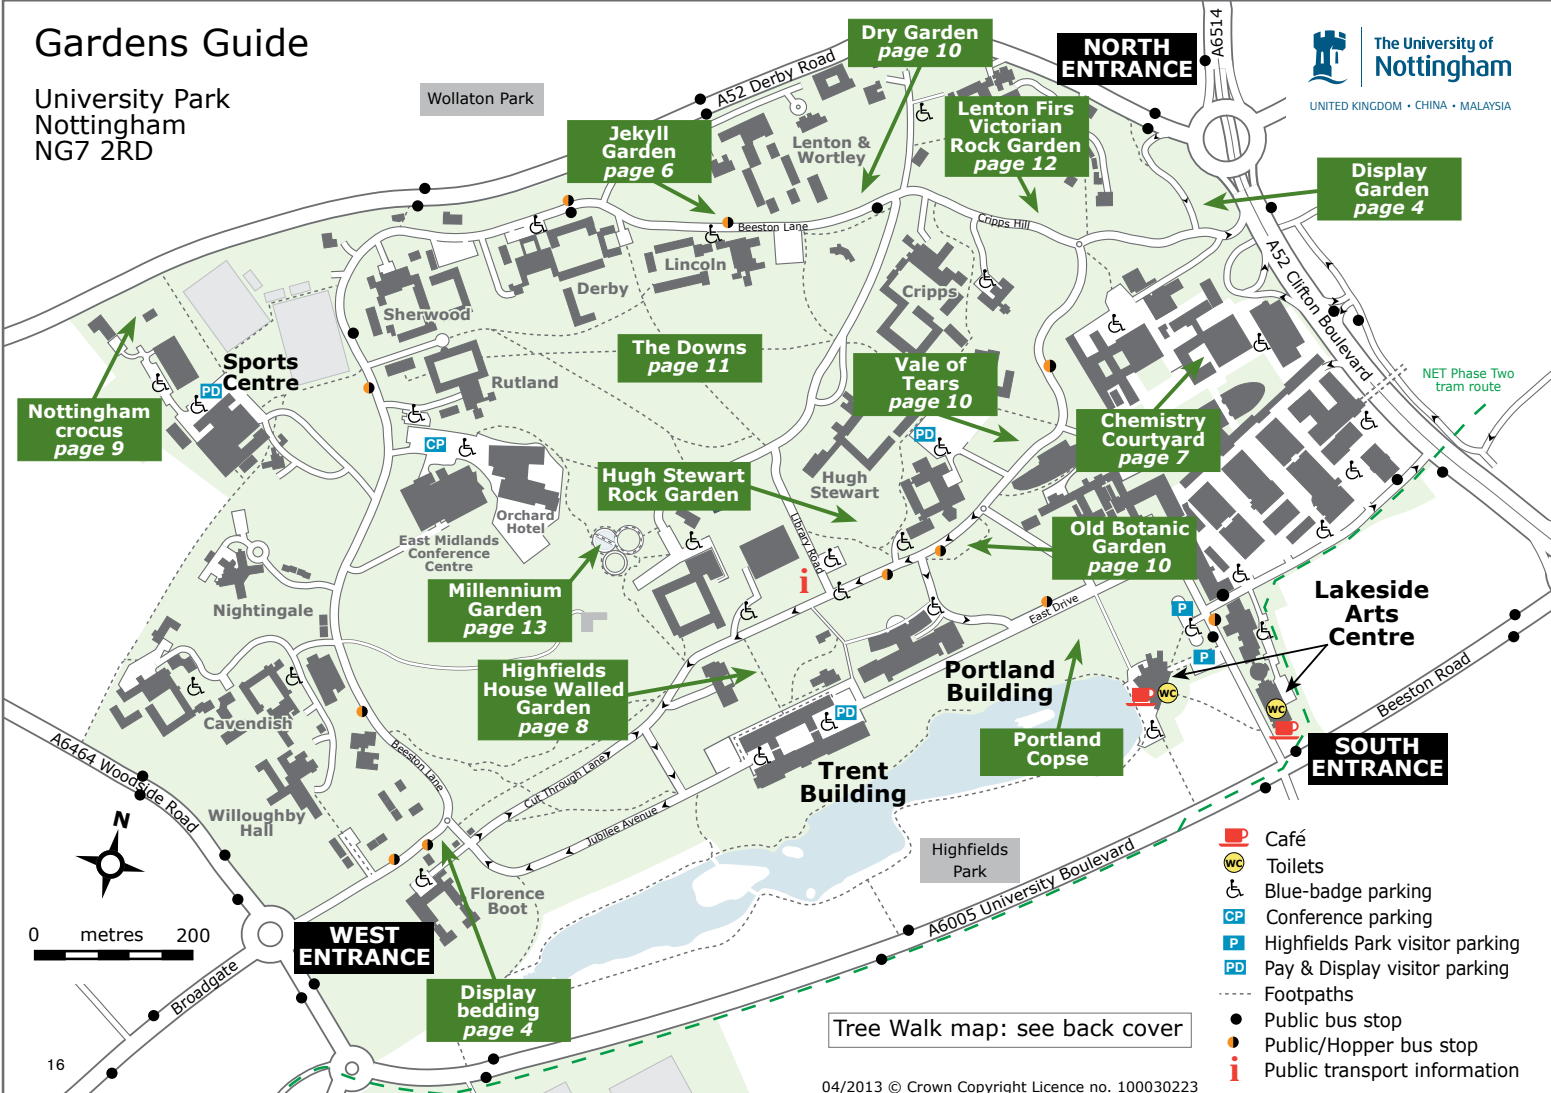 Gardens Guide
University Park
Nottingham
NG7 2RD
Wollaton Park
A52 Derby Road
Dry Garden
page 10
NORTH
ENTRANCE
A6514
The University of
Nottingham
UNITED KINGDOM • CHINA • MALAYSIA
Jekyll
Garden
page 6
Lenton &
Wortley
Lenton Firs
Victorian
Rock Garden
page 12
Display
Garden
page 4
Beeston Lane
Cripps Hill
A52 Clifton Boulevard
Lincoln
Derby
Sherwood
Cripps
Sports
Centre
PD
The Downs
page 11
Rutland
Vale of
Tears
page 10
NET Phase Two
tram route
Nottingham
crocus
page 9
CP
PD
Chemistry
Courtyard
page 7
Hugh Stewart
Rock Garden
Hugh
Stewart
Orchard
Hotel
East Midlands
Conference
Centre
Library Road
Old Botanic
Garden
page 10
i
Millennium
Garden
page 13
Nightingale
East Drive
P
P
Lakeside
Arts
Centre
Highfields
House Walled
Garden
page 8
Portland
Building
WC
WC
Cavendish
PD
Portland
Copse
Beeston Road
SOUTH
ENTRANCE
A6464 Woodside Road
Beeston Lane
Cut Through Lane
Trent
Building
Jubilee Avenue
Willoughby
Hall
N
Highfields
Park
A6005 University Boulevard
Florence
Boot
0 metres 200
WEST
ENTRANCE
Broadgate
Display
bedding
page 4
Café
WC Toilets
Blue-badge parking
CP Conference parking
P Highfields Park visitor parking
PD Pay & Display visitor parking
Footpaths
Public bus stop
Public/Hopper bus stop
i Public transport information
Tree Walk map: see back cover
16
04/2013 © Crown Copyright Licence no. 100030223